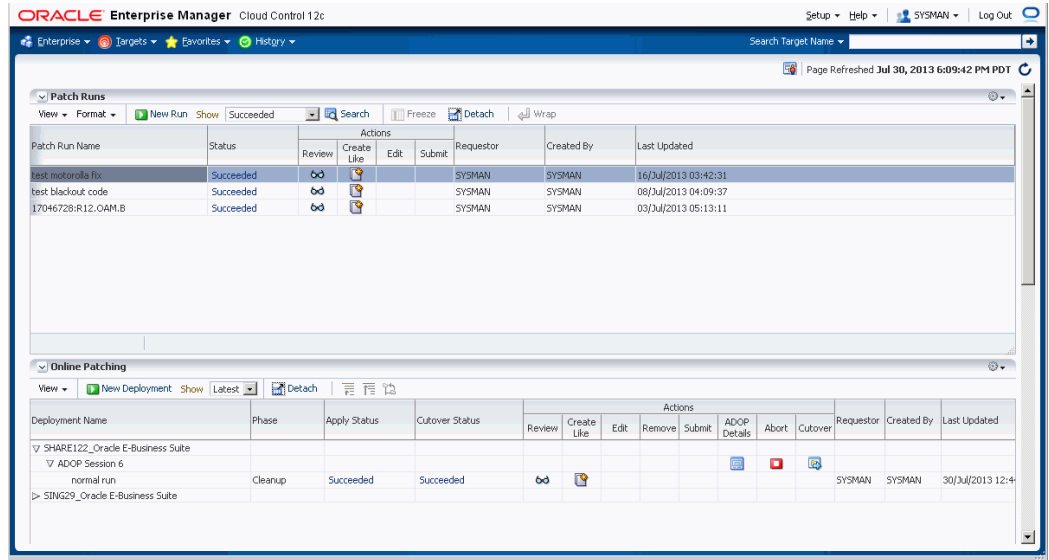 ORACLE Enterprise Manager Cloud Control 12c Setup Help SYSMAN Log Out
Enterprise Targets Favorites History Search Target Name
Page Refreshed Jul 30, 2013 6:09:42 PM PDT
Patch Runs
View Format New Run Show Succeeded Search Freeze Detach Wrap
Actions
Patch Run Name Status Review Create Like Edit Submit Requestor Created By Last Updated
test motorolla fix Succeeded SYSMAN SYSMAN 16/Jul/2013 03:42:31
test blackout code Succeeded SYSMAN SYSMAN 08/Jul/2013 04:09:37
17046728:R12.OAM.B Succeeded SYSMAN SYSMAN 03/Jul/2013 05:13:11
Online Patching
View New Deployment Show Latest Detach
Actions
Deployment Name Phase Apply Status Cutover Status Review Create Like Edit Remove Submit ADOP Details Abort Cutover Requestor Created By Last Updated
SHARE122_Oracle E-Business Suite
ADOP Session 6
normal run Cleanup Succeeded Succeeded SYSMAN SYSMAN 30/Jul/2013 12:4
SING29_Oracle E-Business Suite